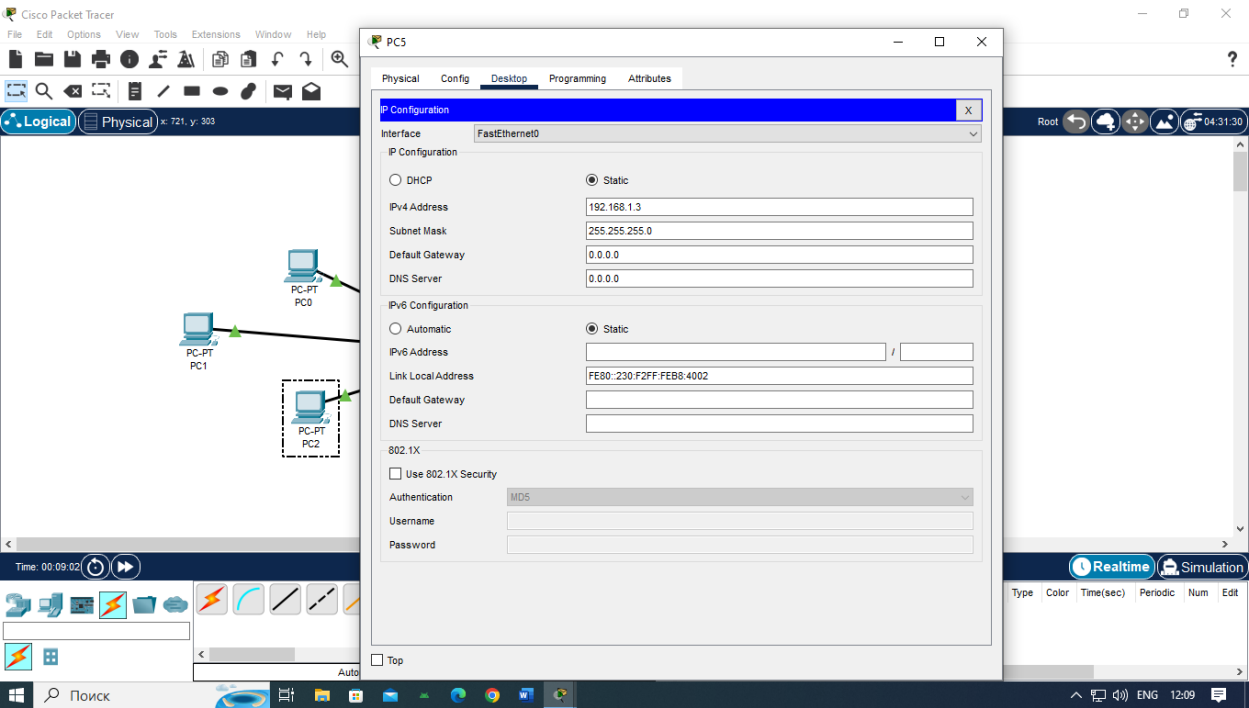 Cisco Packet Tracer
File Edit Options View Tools Extensions Window Help
?
Logical Physical x: 721, y: 303
Root 04:31:30
PC-PT
PC0
PC-PT
PC1
PC-PT
PC2
PC5
Physical Config Desktop Programming Attributes
IP Configuration X
Interface FastEthernet0
IP Configuration
DHCP Static
IPv4 Address 192.168.1.3
Subnet Mask 255.255.255.0
Default Gateway 0.0.0.0
DNS Server 0.0.0.0
IPv6 Configuration
Automatic Static
IPv6 Address /
Link Local Address FE80::230:F2FF:FEB8:4002
Default Gateway
DNS Server
802.1X
Use 802.1X Security
Authentication MD5
Username
Password
Top
Time: 00:09:02
Realtime Simulation
Type Color Time(sec) Periodic Num Edit
Auto
Поиск
ENG 12:09